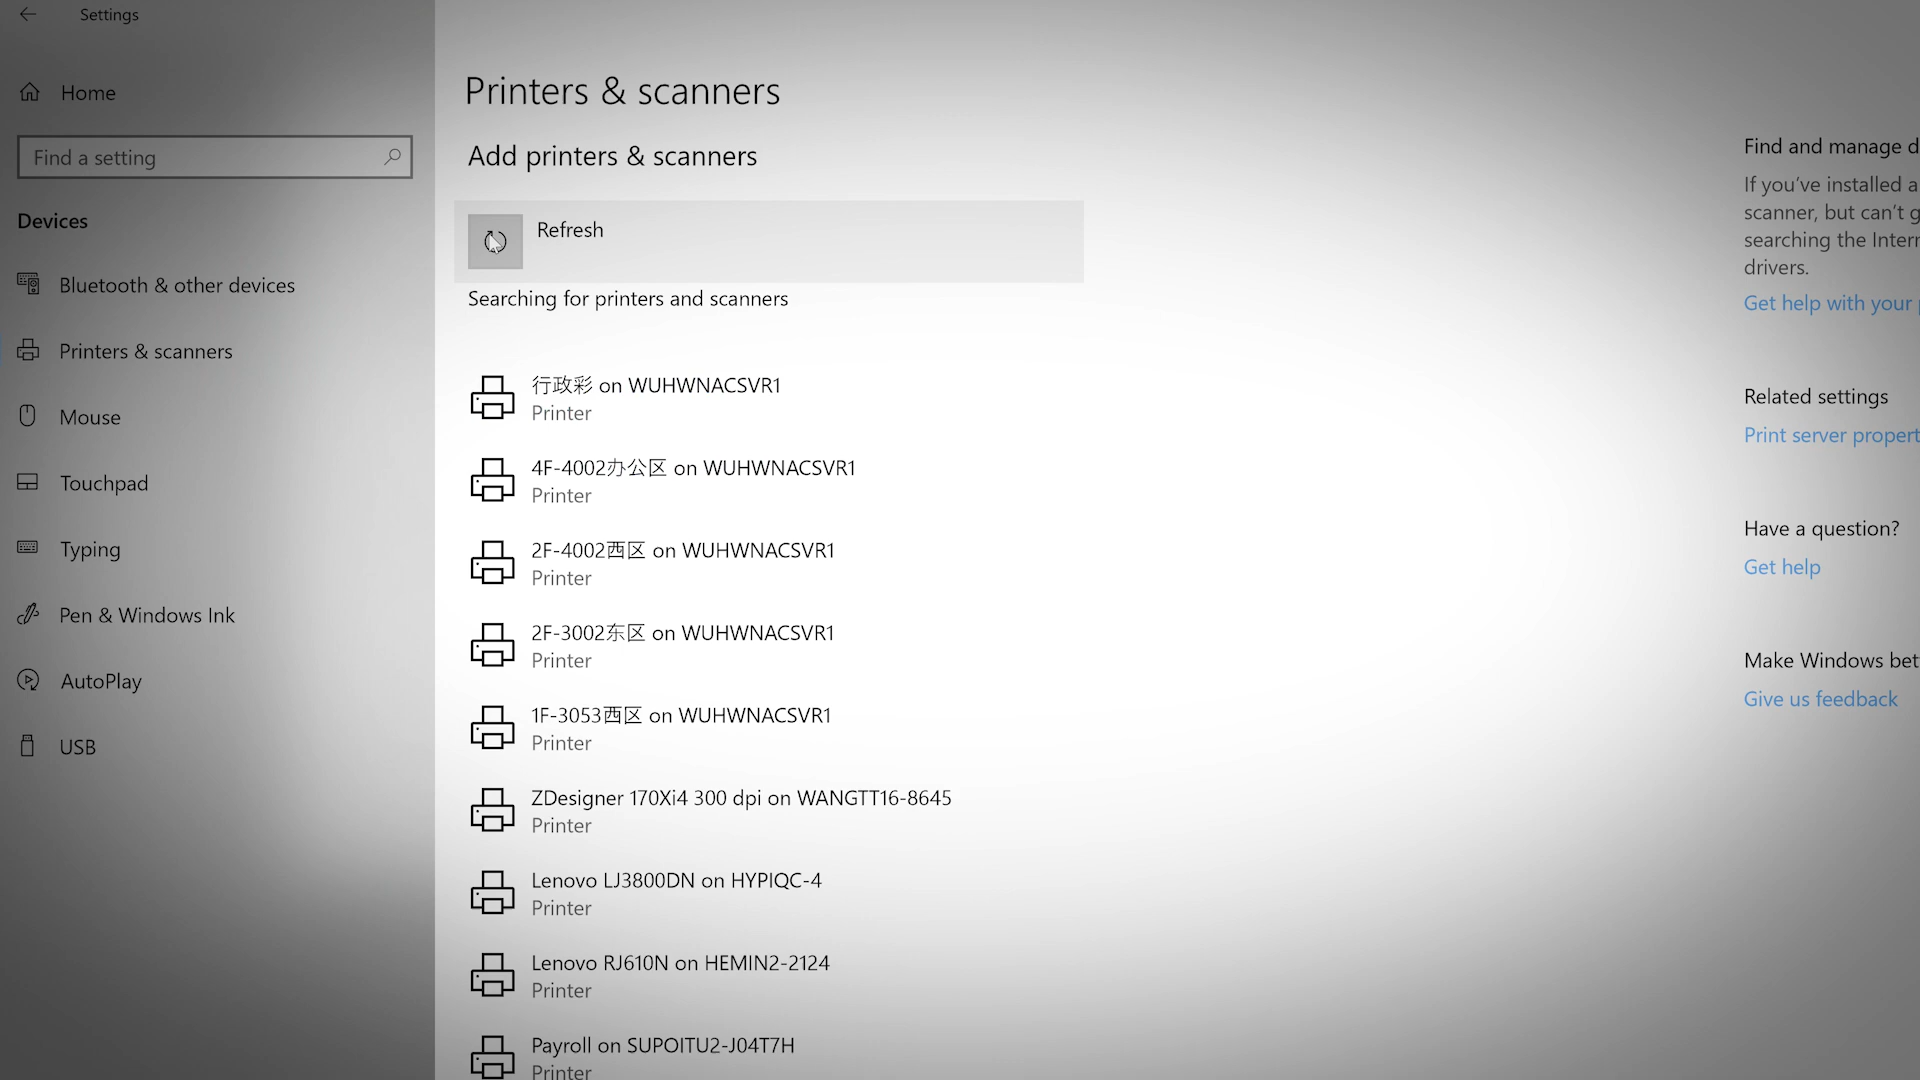 Settings
Home
Find a setting
Devices
Bluetooth & other devices
Printers & scanners
Mouse
Touchpad
Typing
Pen & Windows Ink
AutoPlay
USB
Printers & scanners
Add printers & scanners
Refresh
Searching for printers and scanners
行政彩 on WUHWNACSVR1
Printer
4F-4002办公区 on WUHWNACSVR1
Printer
2F-4002西区 on WUHWNACSVR1
Printer
2F-3002东区 on WUHWNACSVR1
Printer
1F-3053西区 on WUHWNACSVR1
Printer
ZDesigner 170Xi4 300 dpi on WANGTT16-8645
Printer
Lenovo LJ3800DN on HYPIQC-4
Printer
Lenovo RJ610N on HEMIN2-2124
Printer
Payroll on SUPOITU2-J04T7H
Printer
Find and manage d
If you've installed a
scanner, but can't g
searching the Intern
drivers.
Get help with your p
Related settings
Print server propert
Have a question?
Get help
Make Windows bet
Give us feedback